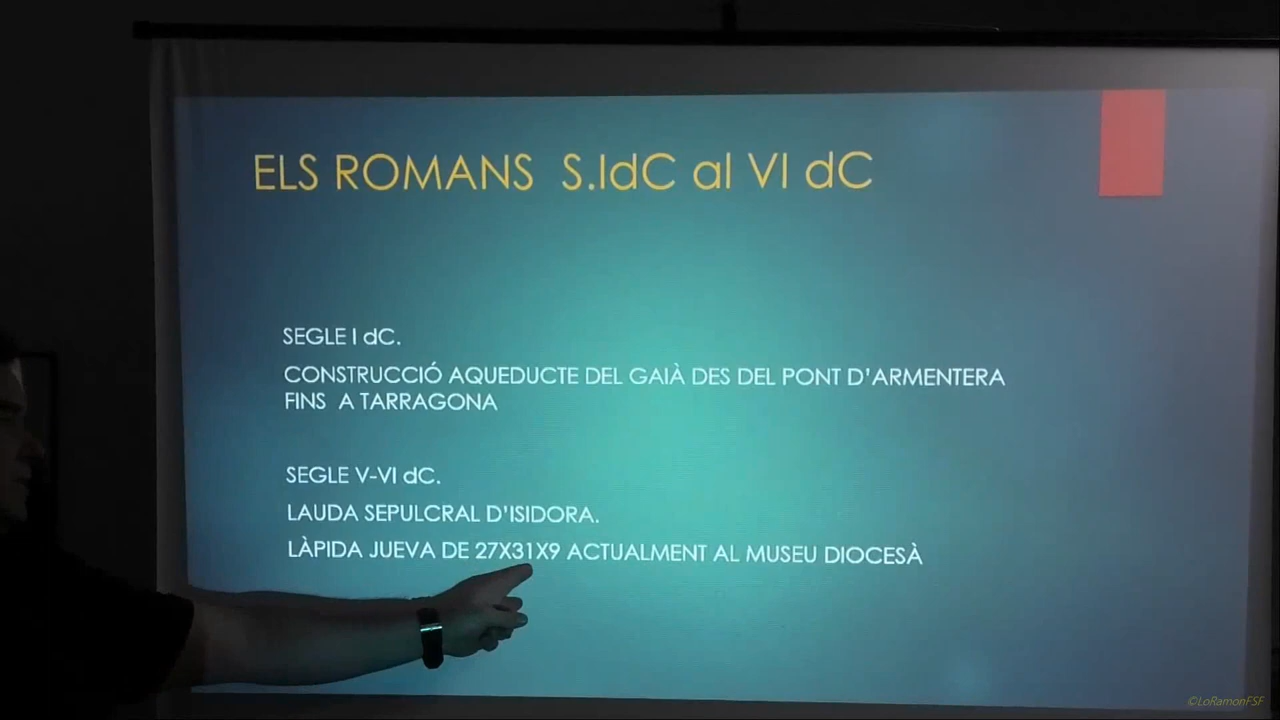 ELS ROMANS S.IdC al VI dC
SEGLE I dC.
CONSTRUCCIÓ AQUEDUCTE DEL GAIÀ DES DEL PONT D'ARMENTERA
FINS A TARRAGONA
SEGLE V-VI dC.
LAUDA SEPULCRAL D'ISIDORA.
LÀPIDA JUEVA DE 27X31X9 ACTUALMENT AL MUSEU DIOCESÀ
©LoRamonFSF